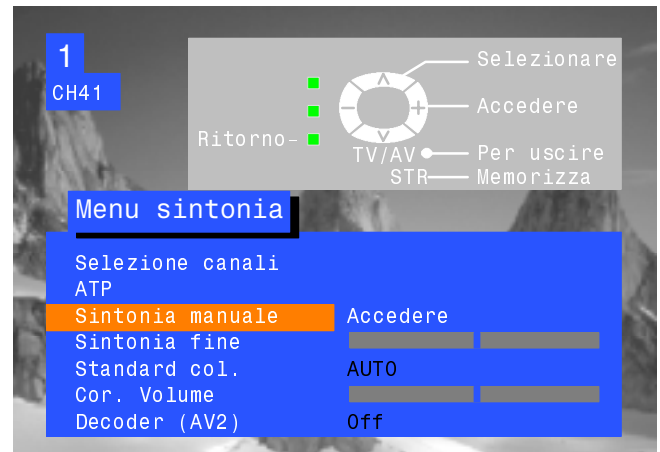 1
CH41
Selezionare
Accedere
Ritorno
TV/AV Per uscire
STR Memorizza
Menu sintonia
Selezione canali
ATP
Sintonia manuale Accedere
Sintonia fine
Standard col. AUTO
Cor. Volume
Decoder (AV2) Off